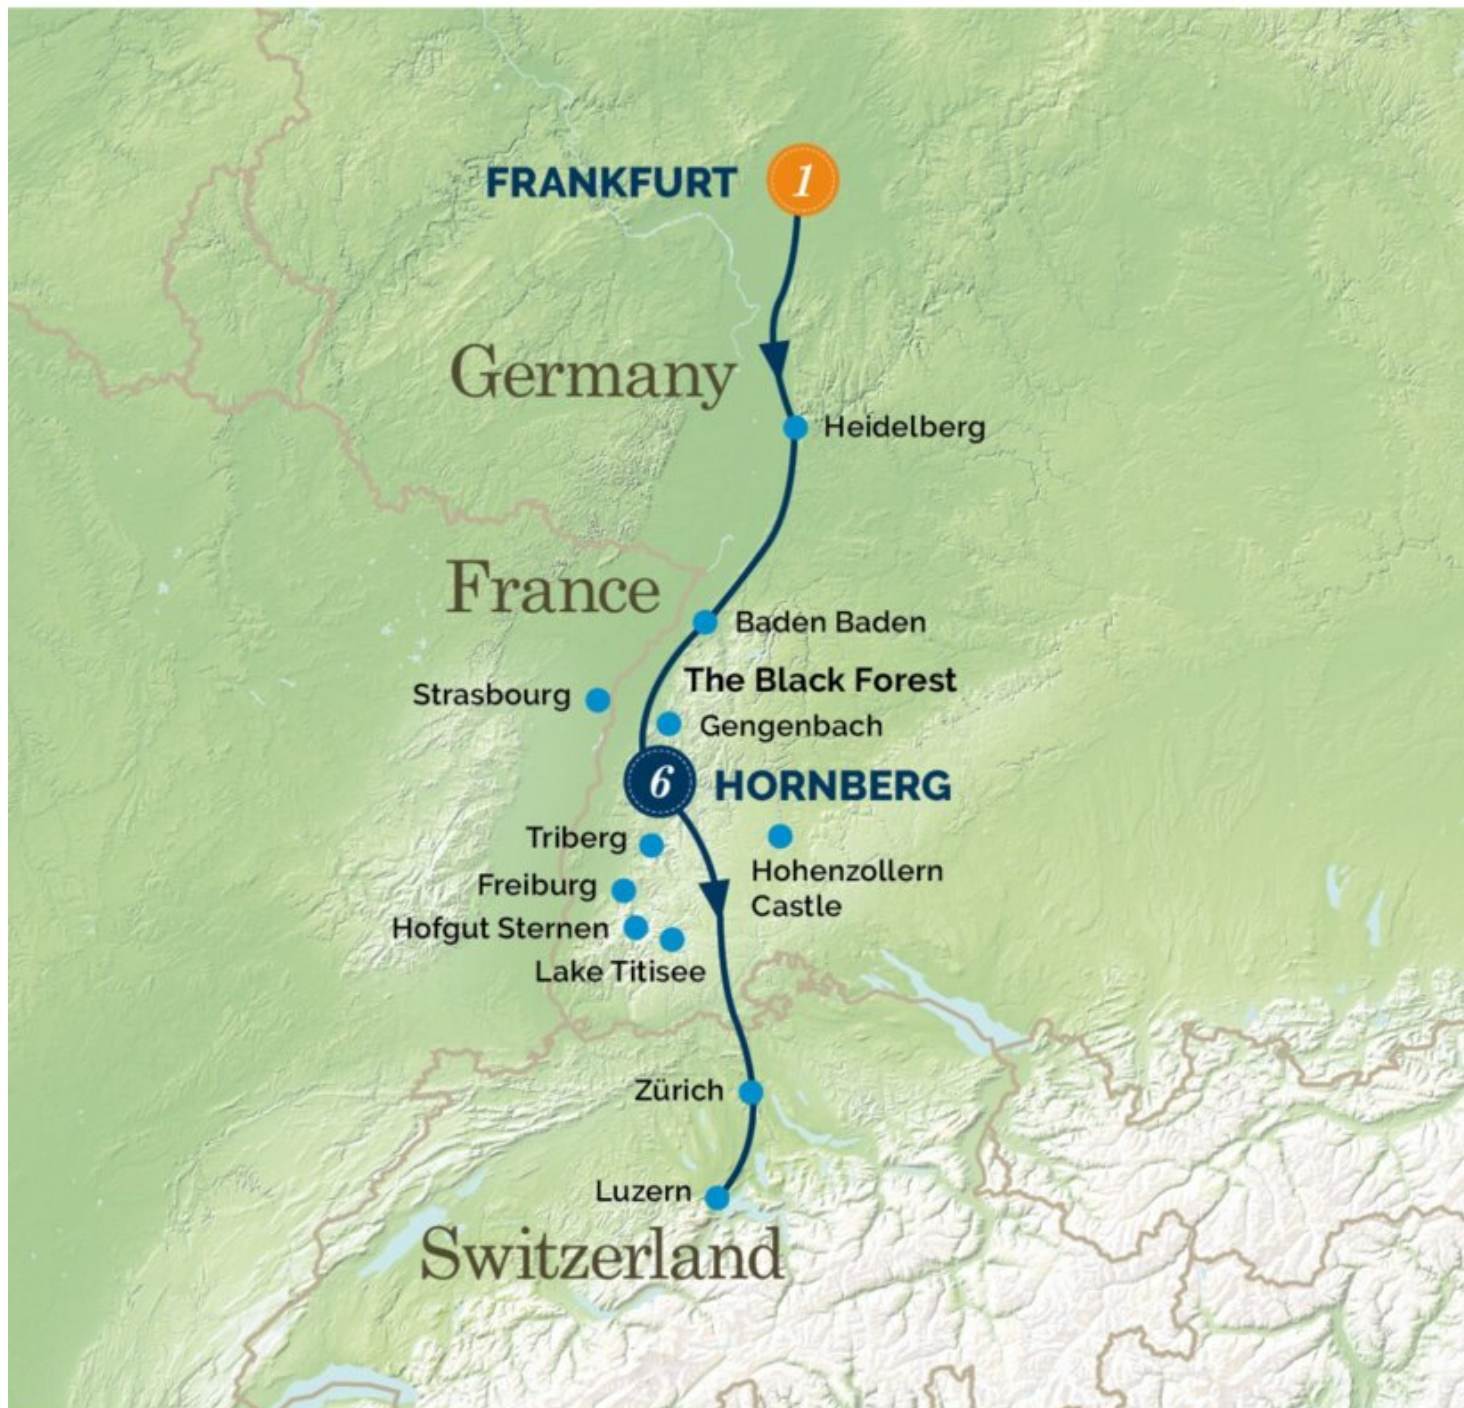 FRANKFURT 1
Germany
Heidelberg
France
Baden Baden
The Black Forest
Strasbourg
Gengenbach
6 HORNBERG
Triberg
Hohenzollern
Castle
Freiburg
Hofgut Sternen
Lake Titisee
Zürich
Luzern
Switzerland